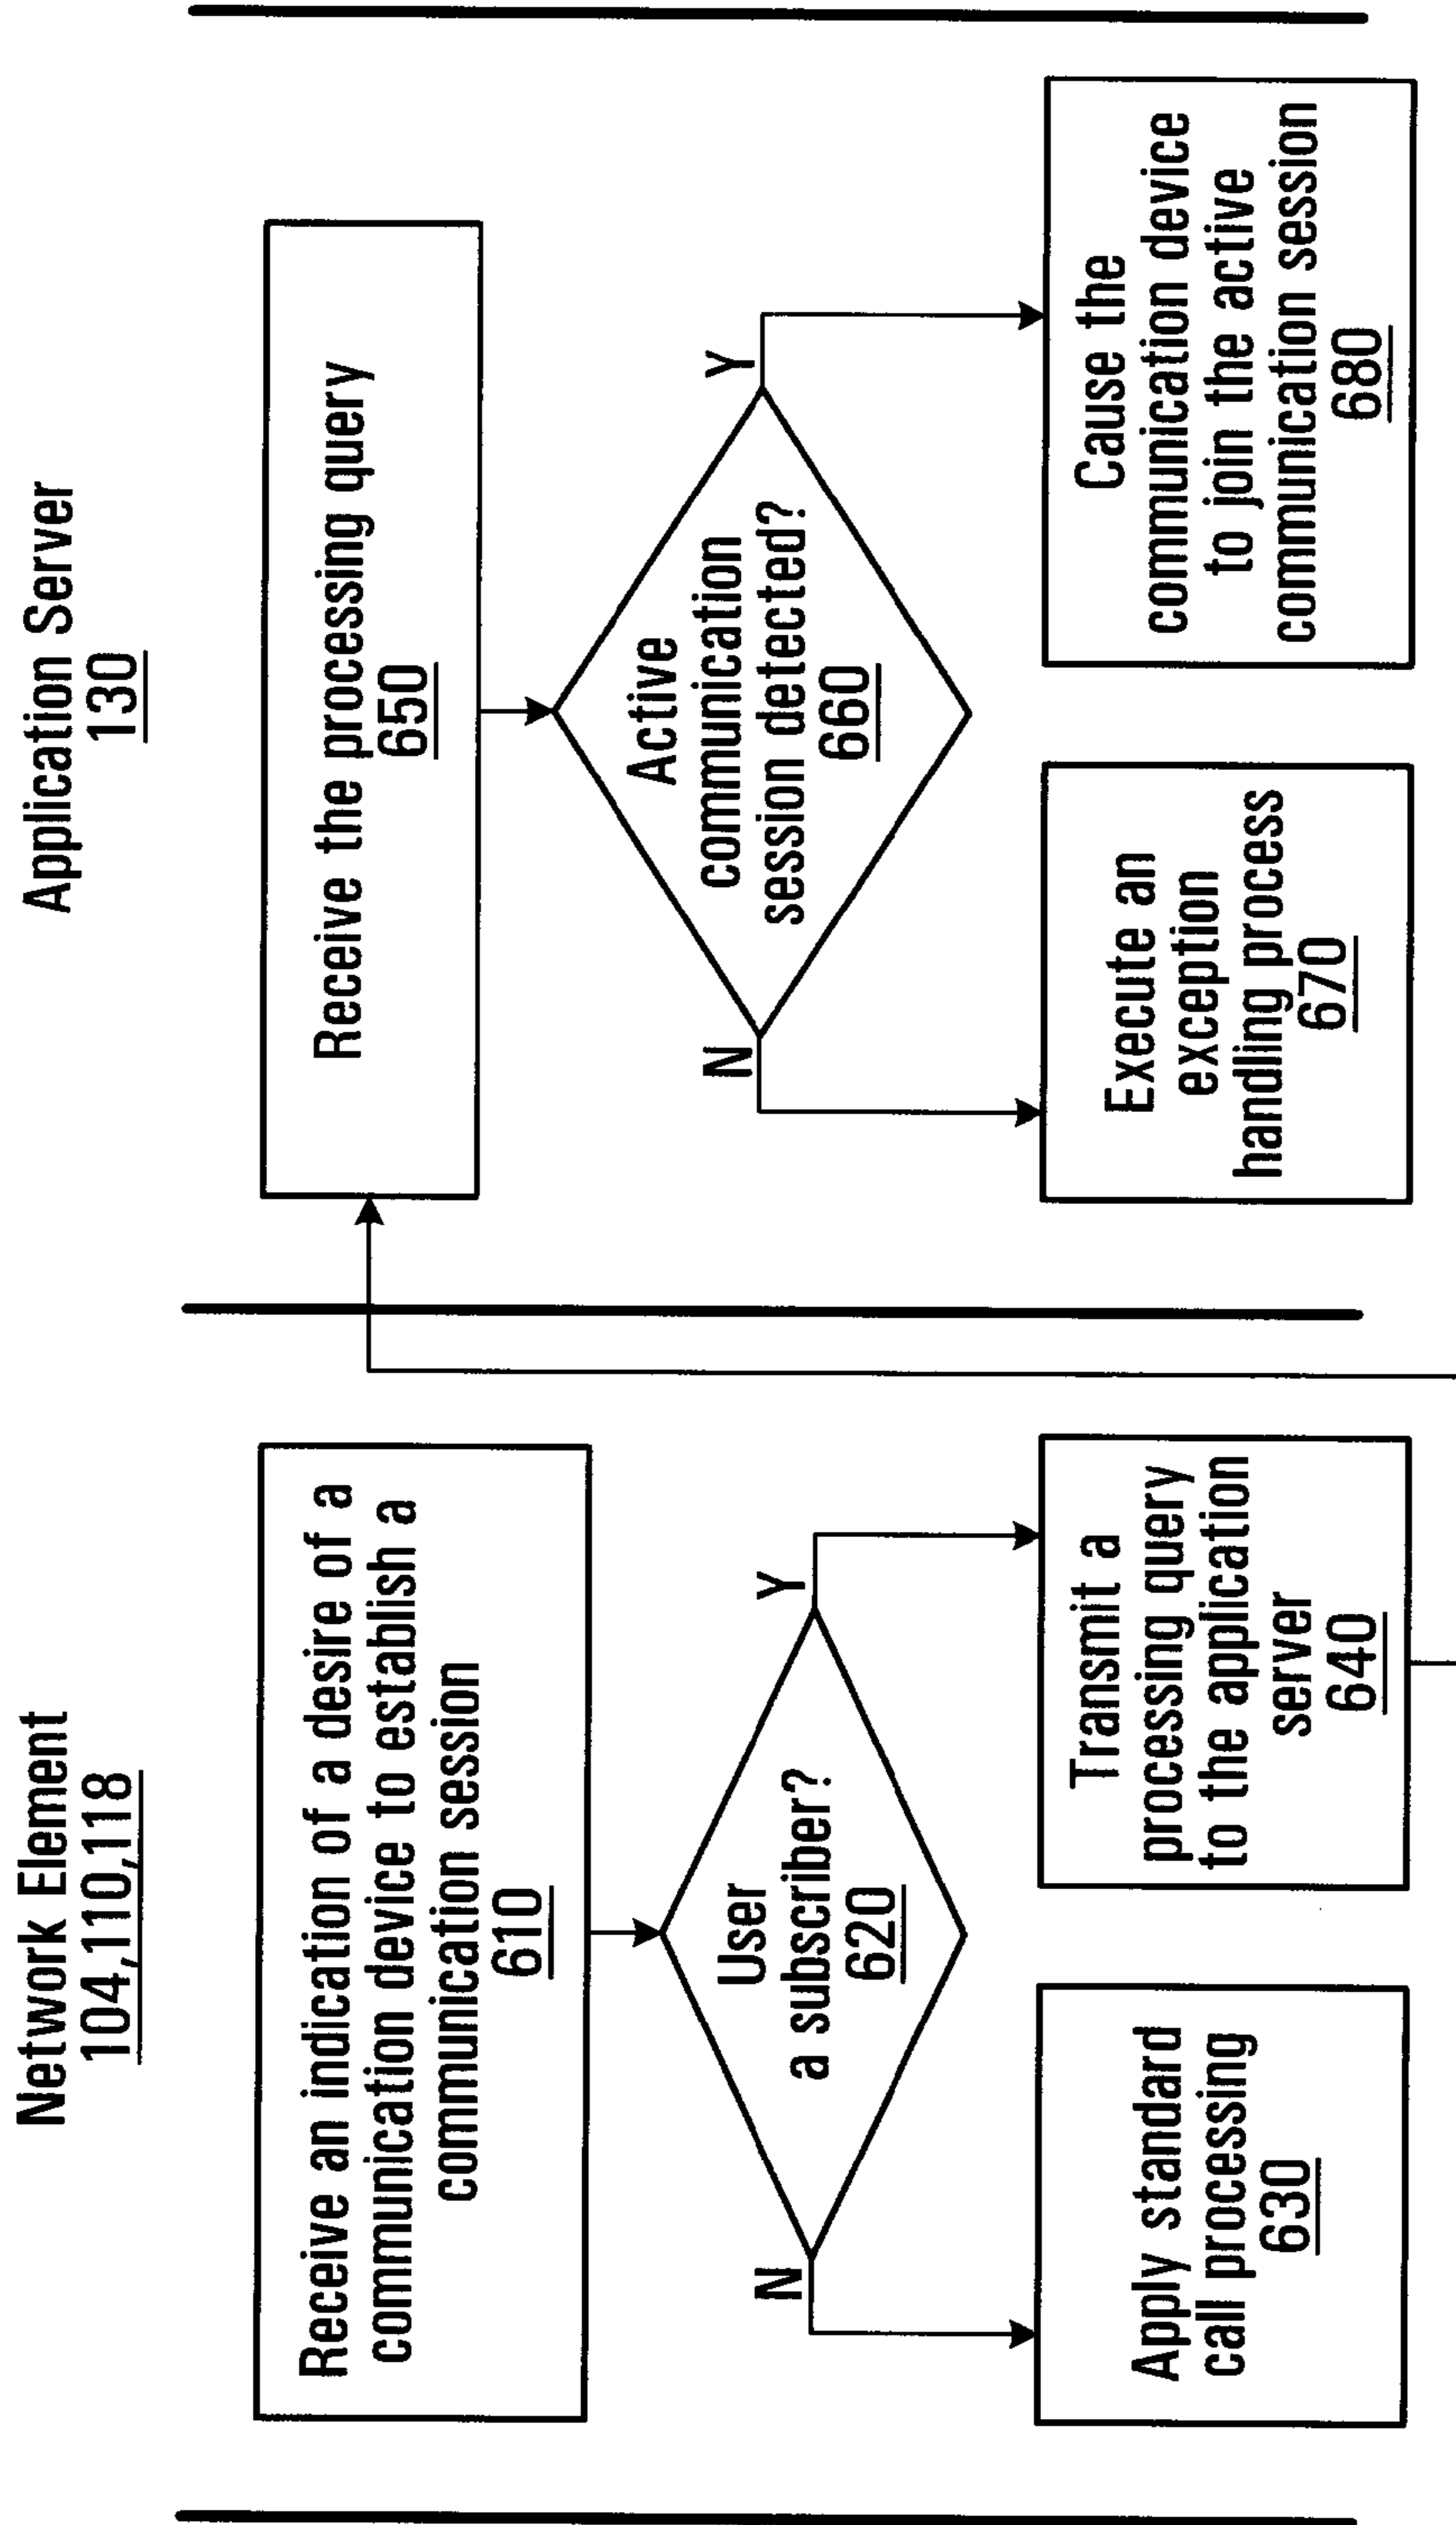 Network Element
104,110,118
Receive an indication of a desire of a
communication device to establish a
communication session
610
User
a subscriber?
620
N
Y
Apply standard
call processing
630
Transmit a
processing query
to the application
server
640
Application Server
130
Receive the processing query
650
Active
communication
session detected?
660
N
Y
Execute an
exception
handling process
670
Cause the
communication device
to join the active
communication session
680